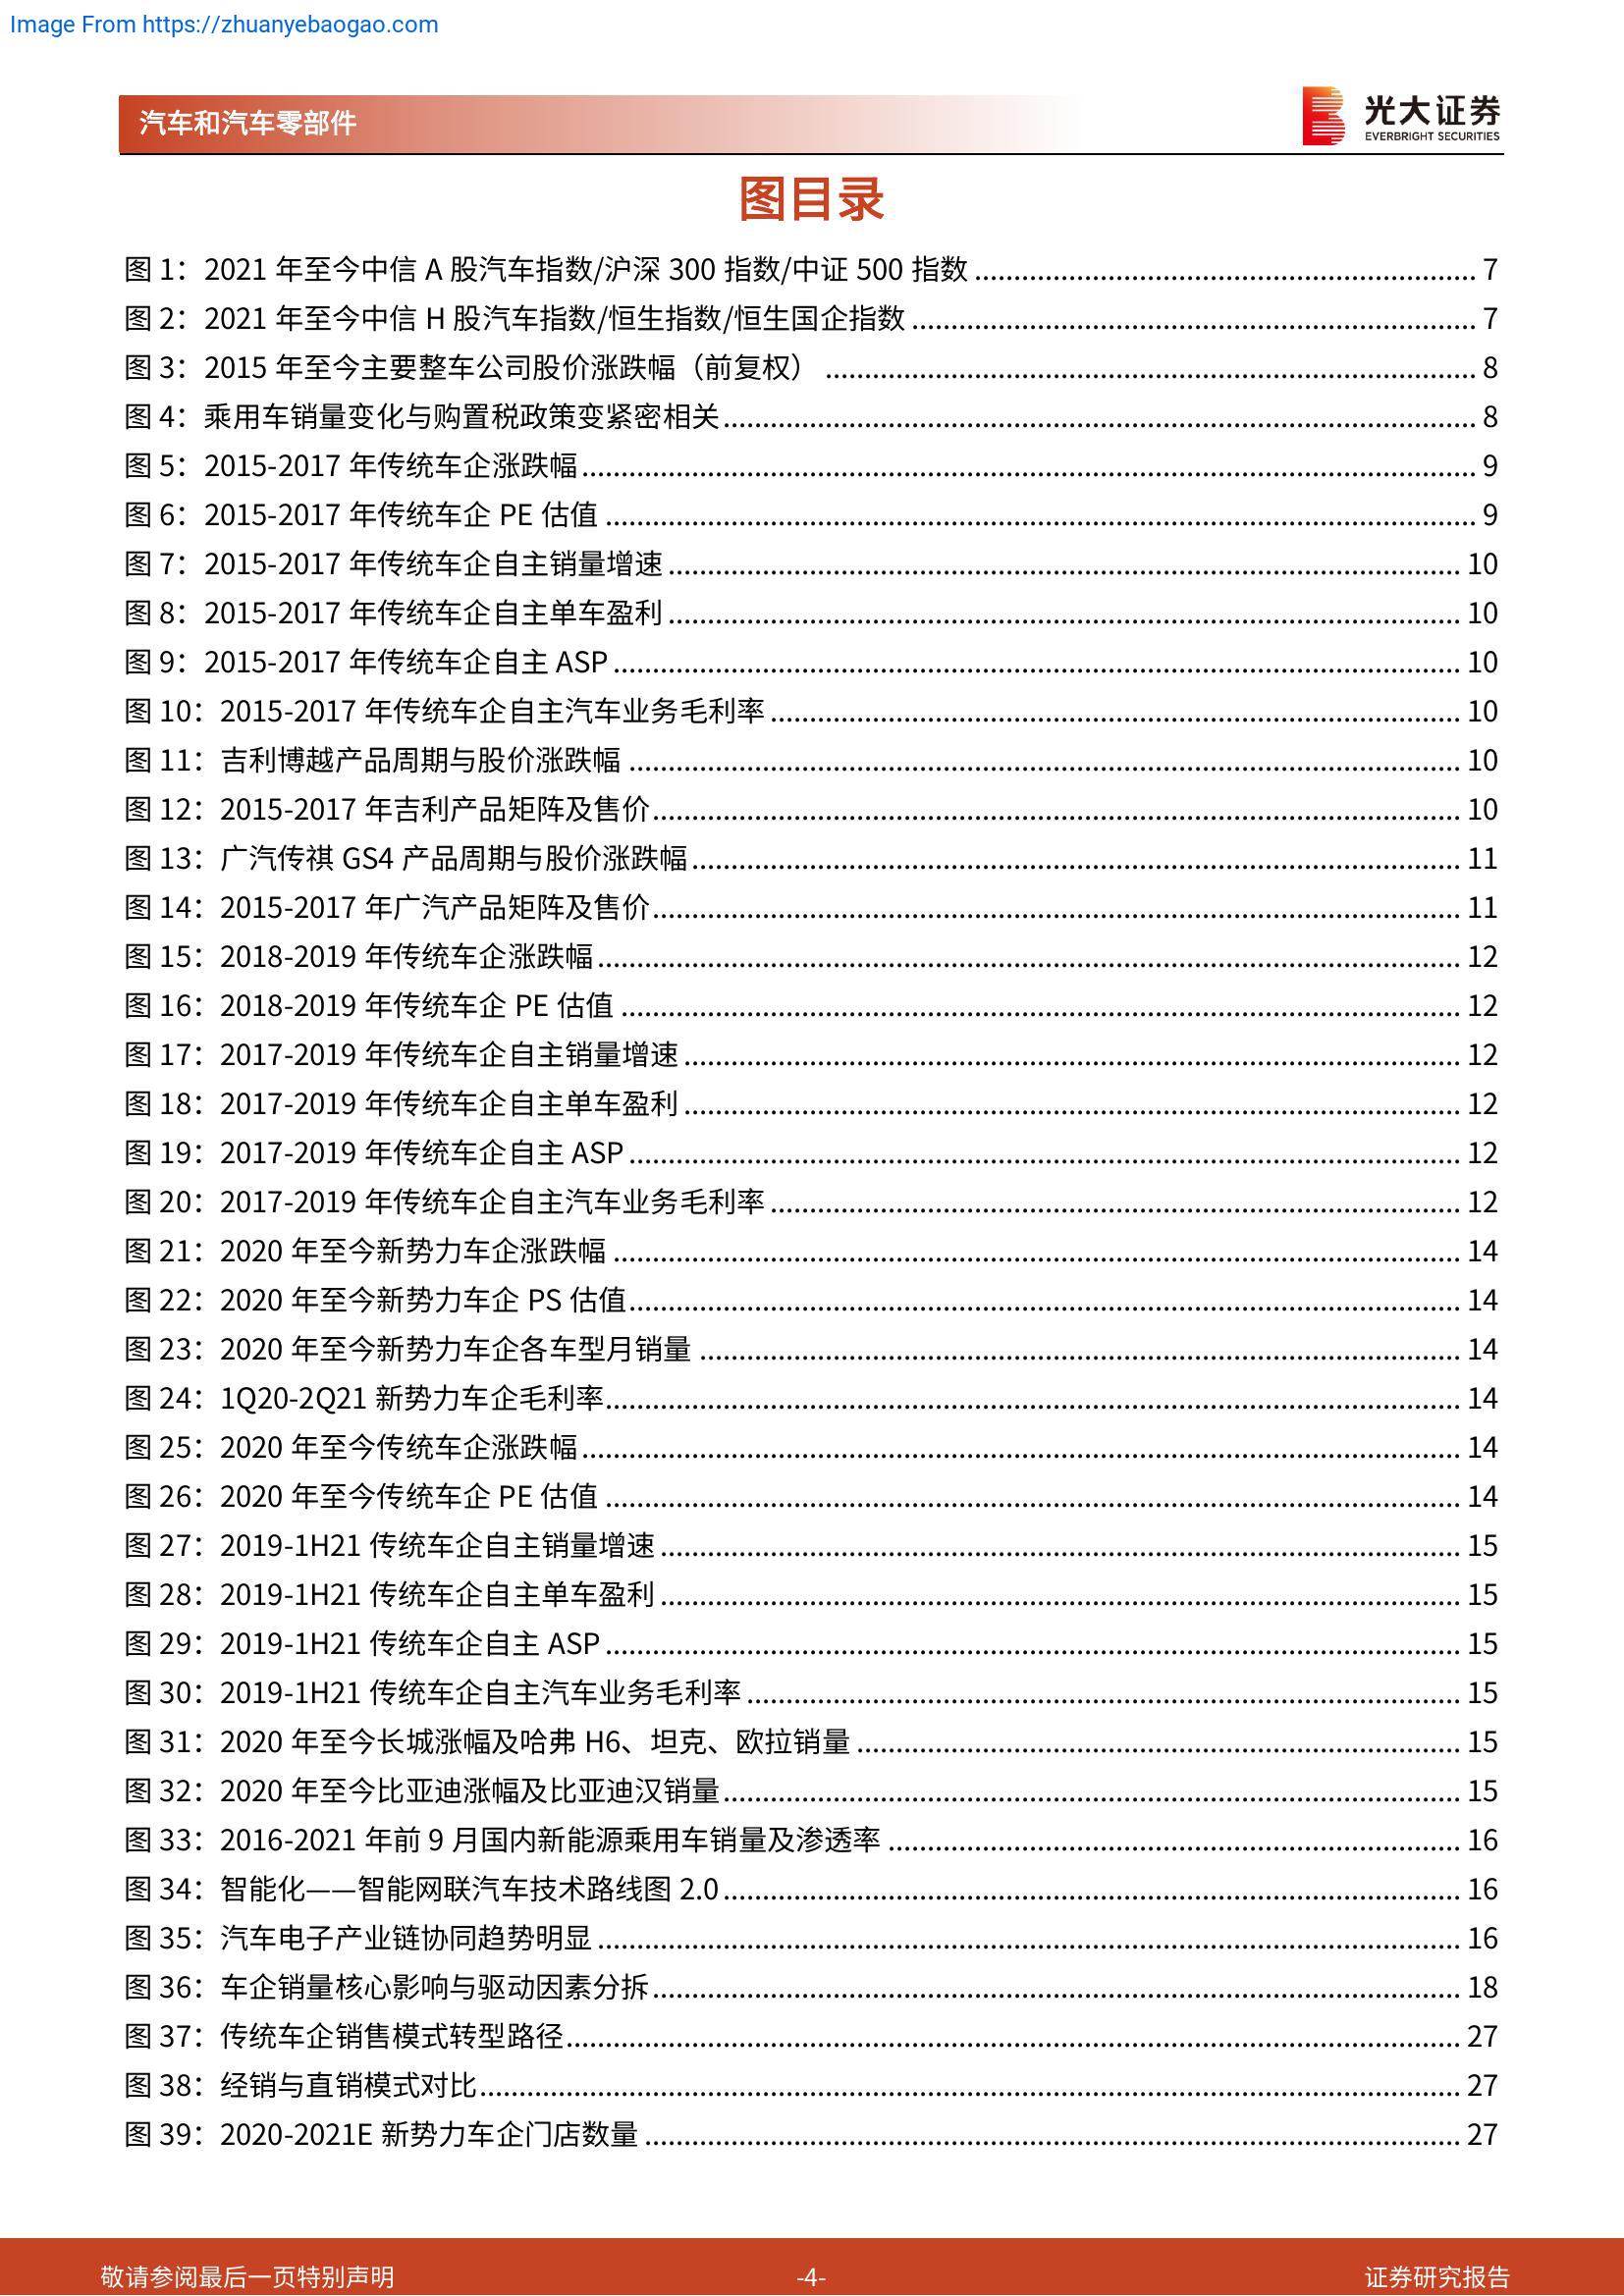 Image From https://zhuanyebaogao.com
汽车和汽车零部件
光大证券
EVERBRIGHT SECURITIES
图目录
图 1：2021 年至今中信 A 股汽车指数/沪深 300 指数/中证 500 指数 ........ 7
图 2：2021 年至今中信 H 股汽车指数/恒生指数/恒生国企指数 ........ 7
图 3：2015 年至今主要整车公司股价涨跌幅（前复权） ........ 8
图 4：乘用车销量变化与购置税政策变紧密相关 ........ 8
图 5：2015-2017 年传统车企涨跌幅 ........ 9
图 6：2015-2017 年传统车企 PE 估值 ........ 9
图 7：2015-2017 年传统车企自主销量增速 ........ 10
图 8：2015-2017 年传统车企自主单车盈利 ........ 10
图 9：2015-2017 年传统车企自主 ASP ........ 10
图 10：2015-2017 年传统车企自主汽车业务毛利率 ........ 10
图 11：吉利博越产品周期与股价涨跌幅 ........ 10
图 12：2015-2017 年吉利产品矩阵及售价 ........ 10
图 13：广汽传祺 GS4 产品周期与股价涨跌幅 ........ 11
图 14：2015-2017 年广汽产品矩阵及售价 ........ 11
图 15：2018-2019 年传统车企涨跌幅 ........ 12
图 16：2018-2019 年传统车企 PE 估值 ........ 12
图 17：2017-2019 年传统车企自主销量增速 ........ 12
图 18：2017-2019 年传统车企自主单车盈利 ........ 12
图 19：2017-2019 年传统车企自主 ASP ........ 12
图 20：2017-2019 年传统车企自主汽车业务毛利率 ........ 12
图 21：2020 年至今新势力车企涨跌幅 ........ 14
图 22：2020 年至今新势力车企 PS 估值 ........ 14
图 23：2020 年至今新势力车企各车型月销量 ........ 14
图 24：1Q20-2Q21 新势力车企毛利率 ........ 14
图 25：2020 年至今传统车企涨跌幅 ........ 14
图 26：2020 年至今传统车企 PE 估值 ........ 14
图 27：2019-1H21 传统车企自主销量增速 ........ 15
图 28：2019-1H21 传统车企自主单车盈利 ........ 15
图 29：2019-1H21 传统车企自主 ASP ........ 15
图 30：2019-1H21 传统车企自主汽车业务毛利率 ........ 15
图 31：2020 年至今长城涨幅及哈弗 H6、坦克、欧拉销量 ........ 15
图 32：2020 年至今比亚迪涨幅及比亚迪汉销量 ........ 15
图 33：2016-2021 年前 9 月国内新能源乘用车销量及渗透率 ........ 16
图 34：智能化——智能网联汽车技术路线图 2.0 ........ 16
图 35：汽车电子产业链协同趋势明显 ........ 16
图 36：车企销量核心影响与驱动因素分拆 ........ 18
图 37：传统车企销售模式转型路径 ........ 27
图 38：经销与直销模式对比 ........ 27
图 39：2020-2021E 新势力车企门店数量 ........ 27
敬请参阅最后一页特别声明
-4-
证券研究报告